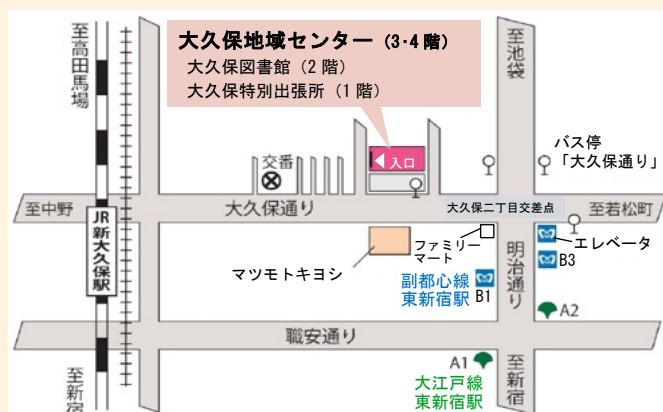 大久保地域センター（3･4階）
大久保図書館（2階）
大久保特別出張所（1階）
至高田馬場
至池袋
交番
入口
バス停
「大久保通り」
至中野
大久保通り
大久保二丁目交差点
至若松町
JR新大久保駅
マツモトキヨシ
ファミリー
マート
エレベータ
B3
明治通り
副都心線
東新宿駅
B1
A2
職安通り
至新宿
A1
至新宿
大江戸線
東新宿駅